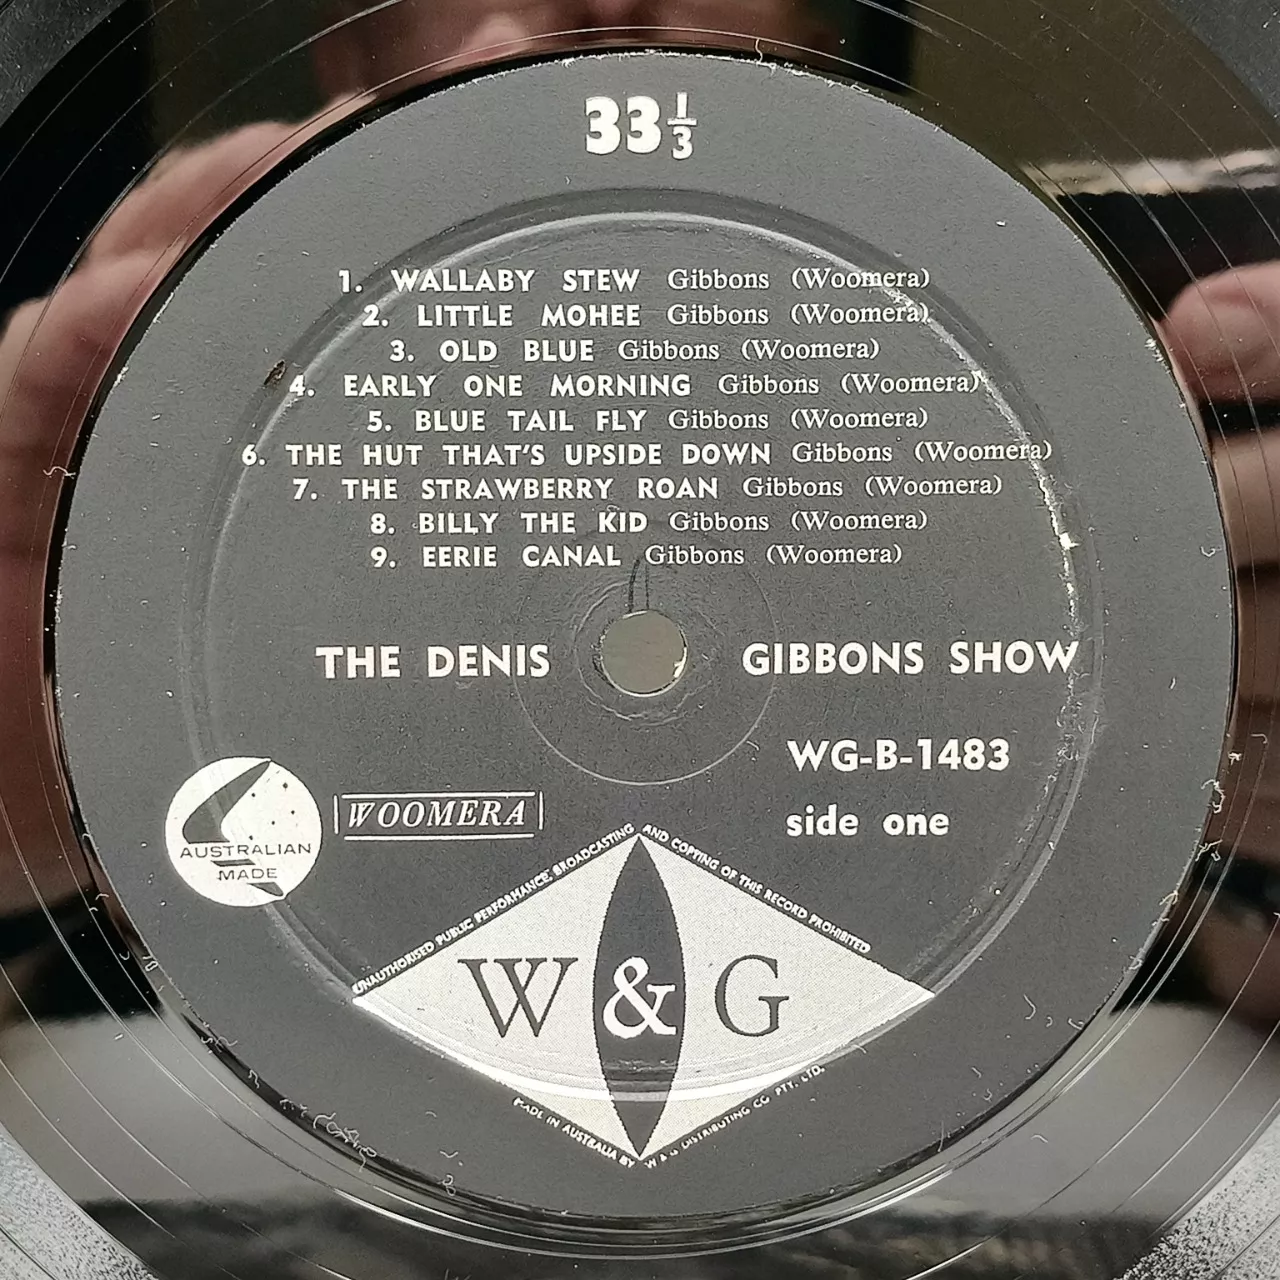 33 1/3
1. WALLABY STEW Gibbons (Woomera)
2. LITTLE MOHEE Gibbons (Woomera)
3. OLD BLUE Gibbons (Woomera)
4. EARLY ONE MORNING Gibbons (Woomera)
5. BLUE TAIL FLY Gibbons (Woomera)
6. THE HUT THAT'S UPSIDE DOWN Gibbons (Woomera)
7. THE STRAWBERRY ROAN Gibbons (Woomera)
8. BILLY THE KID Gibbons (Woomera)
9. EERIE CANAL Gibbons (Woomera)
THE DENIS GIBBONS SHOW
WG-B-1483
side one
WOOMERA
AUSTRALIAN
MADE
UNAUTHORISED PUBLIC PERFORMANCE, BROADCASTING AND COPYING OF THIS RECORD PROHIBITED
W & G
MADE IN AUSTRALIA BY W & G DISTRIBUTING CO. PTY. LTD.